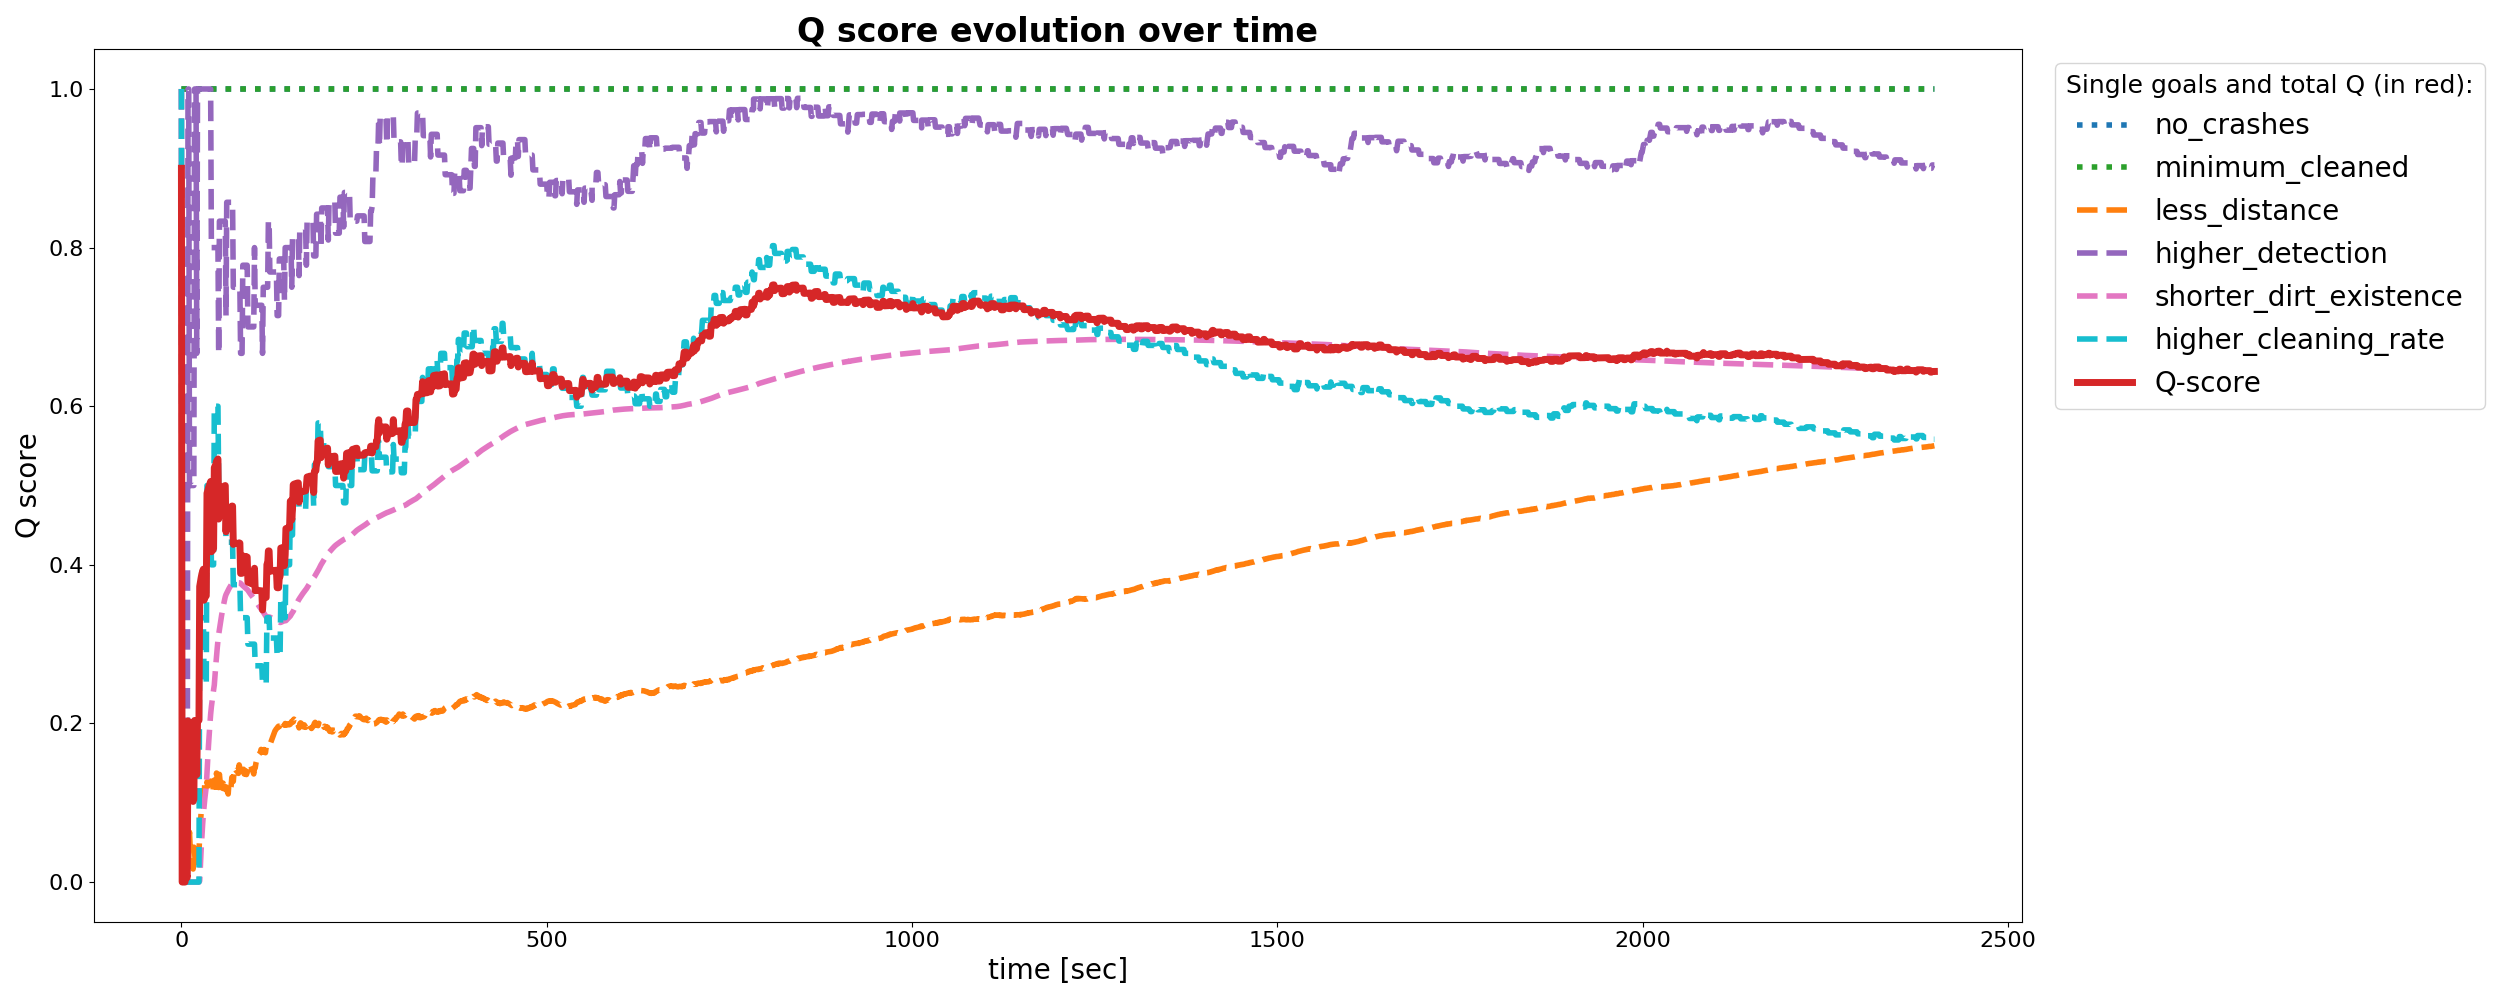 Q score evolution over time
Q score
1.0
0.8
0.6
0.4
0.2
0.0
0
500
1000
1500
2000
2500
time [sec]
Single goals and total Q (in red):
no_crashes
minimum_cleaned
less_distance
higher_detection
shorter_dirt_existence
higher_cleaning_rate
Q-score